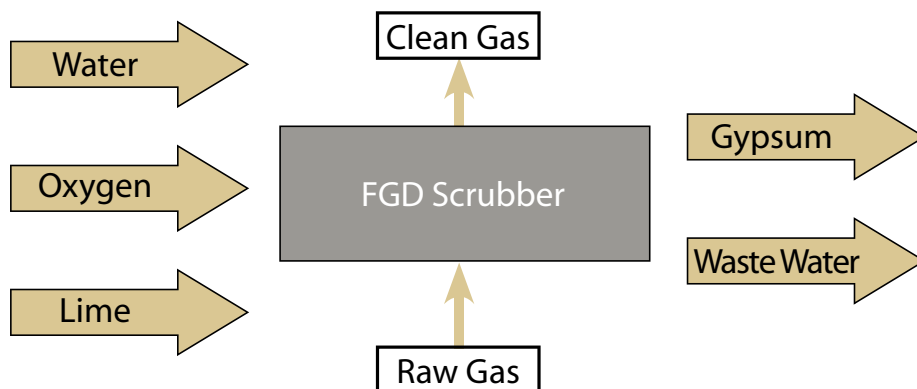 Water
Oxygen
Lime
Clean Gas
FGD Scrubber
Raw Gas
Gypsum
Waste Water